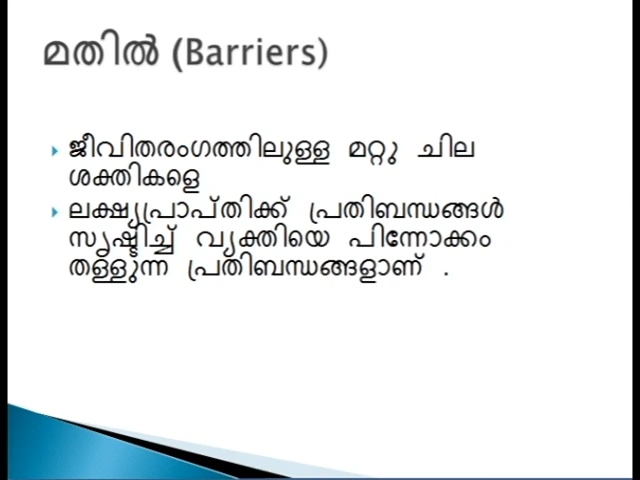 മതിൽ (Barriers)
ജീവിതരംഗത്തിലുള്ള മറ്റു ചില
ശക്തികളെ
ലക്ഷ്യപ്രാപ്തിക്ക് പ്രതിബന്ധങ്ങൾ
സൃഷ്ടിച്ച് വ്യക്തിയെ പിന്നോക്കം
തള്ളുന്ന പ്രതിബന്ധങ്ങളാണ് .